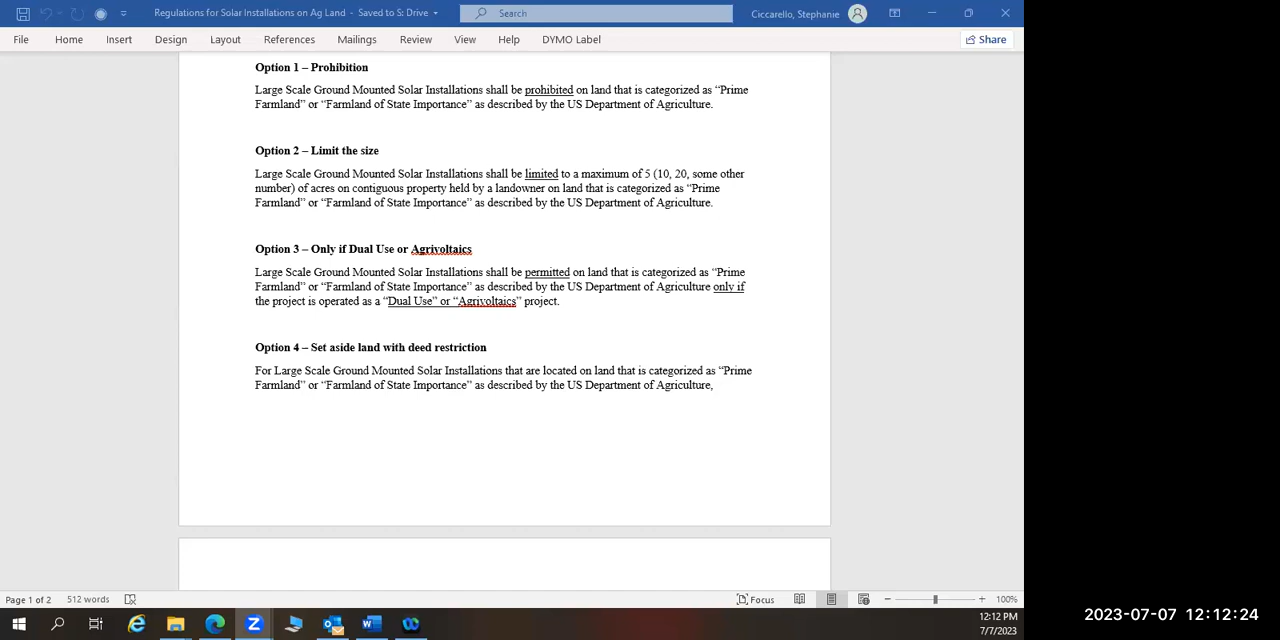 Regulations for Solar Installations on Ag Land - Saved to S: Drive
Search
Ciccarello, Stephanie
File Home Insert Design Layout References Mailings Review View Help DYMO Label
Share
Option 1 – Prohibition
Large Scale Ground Mounted Solar Installations shall be prohibited on land that is categorized as “Prime
Farmland” or “Farmland of State Importance” as described by the US Department of Agriculture.
Option 2 – Limit the size
Large Scale Ground Mounted Solar Installations shall be limited to a maximum of 5 (10, 20, some other
number) of acres on contiguous property held by a landowner on land that is categorized as “Prime
Farmland” or “Farmland of State Importance” as described by the US Department of Agriculture.
Option 3 – Only if Dual Use or Agrivoltaics
Large Scale Ground Mounted Solar Installations shall be permitted on land that is categorized as “Prime
Farmland” or “Farmland of State Importance” as described by the US Department of Agriculture only if
the project is operated as a “Dual Use” or “Agrivoltaics” project.
Option 4 – Set aside land with deed restriction
For Large Scale Ground Mounted Solar Installations that are located on land that is categorized as “Prime
Farmland” or “Farmland of State Importance” as described by the US Department of Agriculture,
Page 1 of 2 512 words
Focus
100%
12:12 PM
7/7/2023
2023-07-07 12:12:24